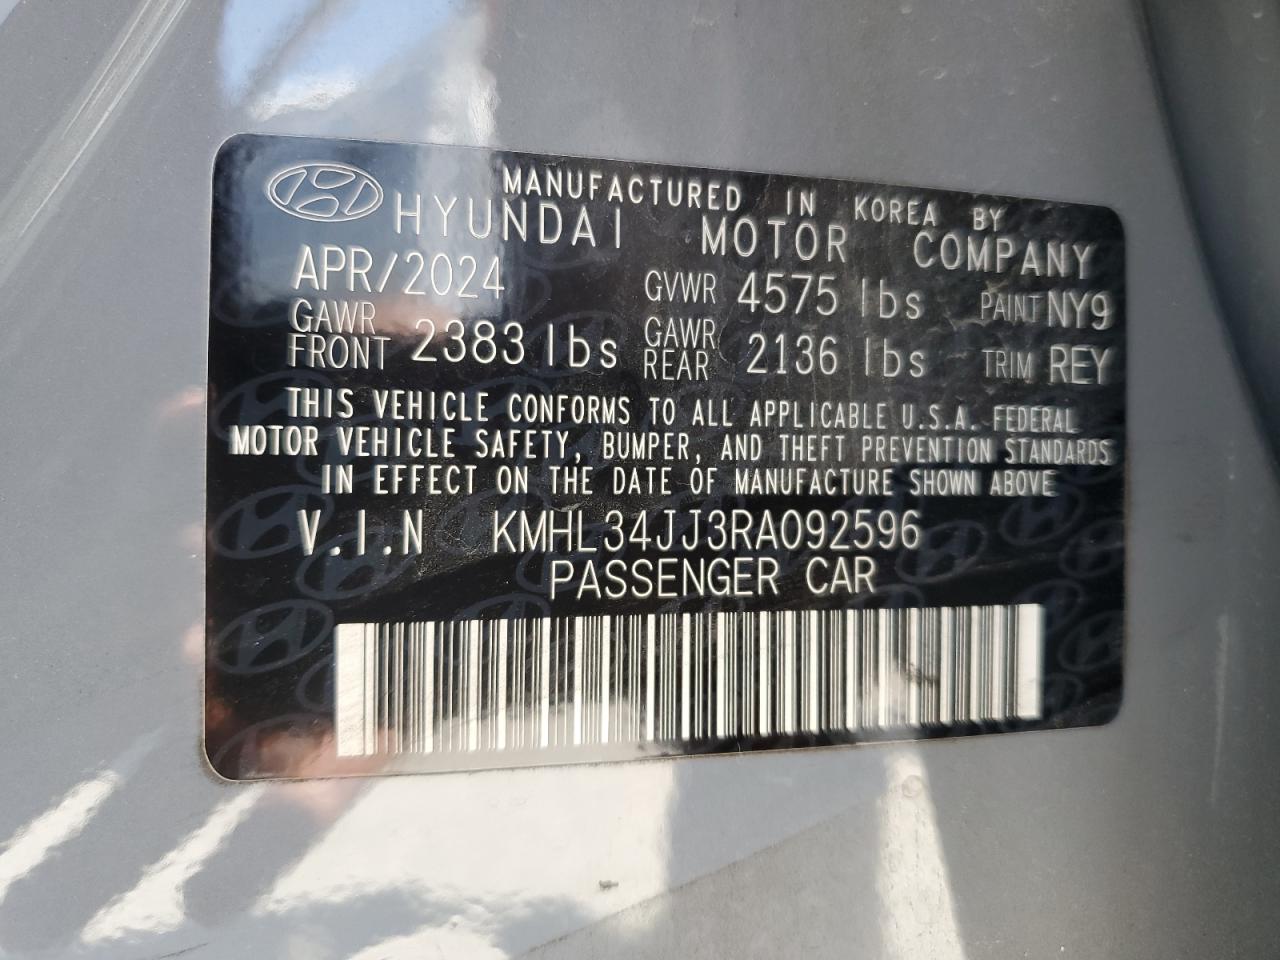 MANUFACTURED IN KOREA BY
HYUNDAI MOTOR COMPANY
APR/2024 GVWR 4575 lbs PAINT NY9
GAWR FRONT 2383 lbs GAWR REAR 2136 lbs TRIM REY
THIS VEHICLE CONFORMS TO ALL APPLICABLE U.S.A. FEDERAL
MOTOR VEHICLE SAFETY, BUMPER, AND THEFT PREVENTION STANDARDS
IN EFFECT ON THE DATE OF MANUFACTURE SHOWN ABOVE
V.I.N KMHL34JJ3RA092596
PASSENGER CAR